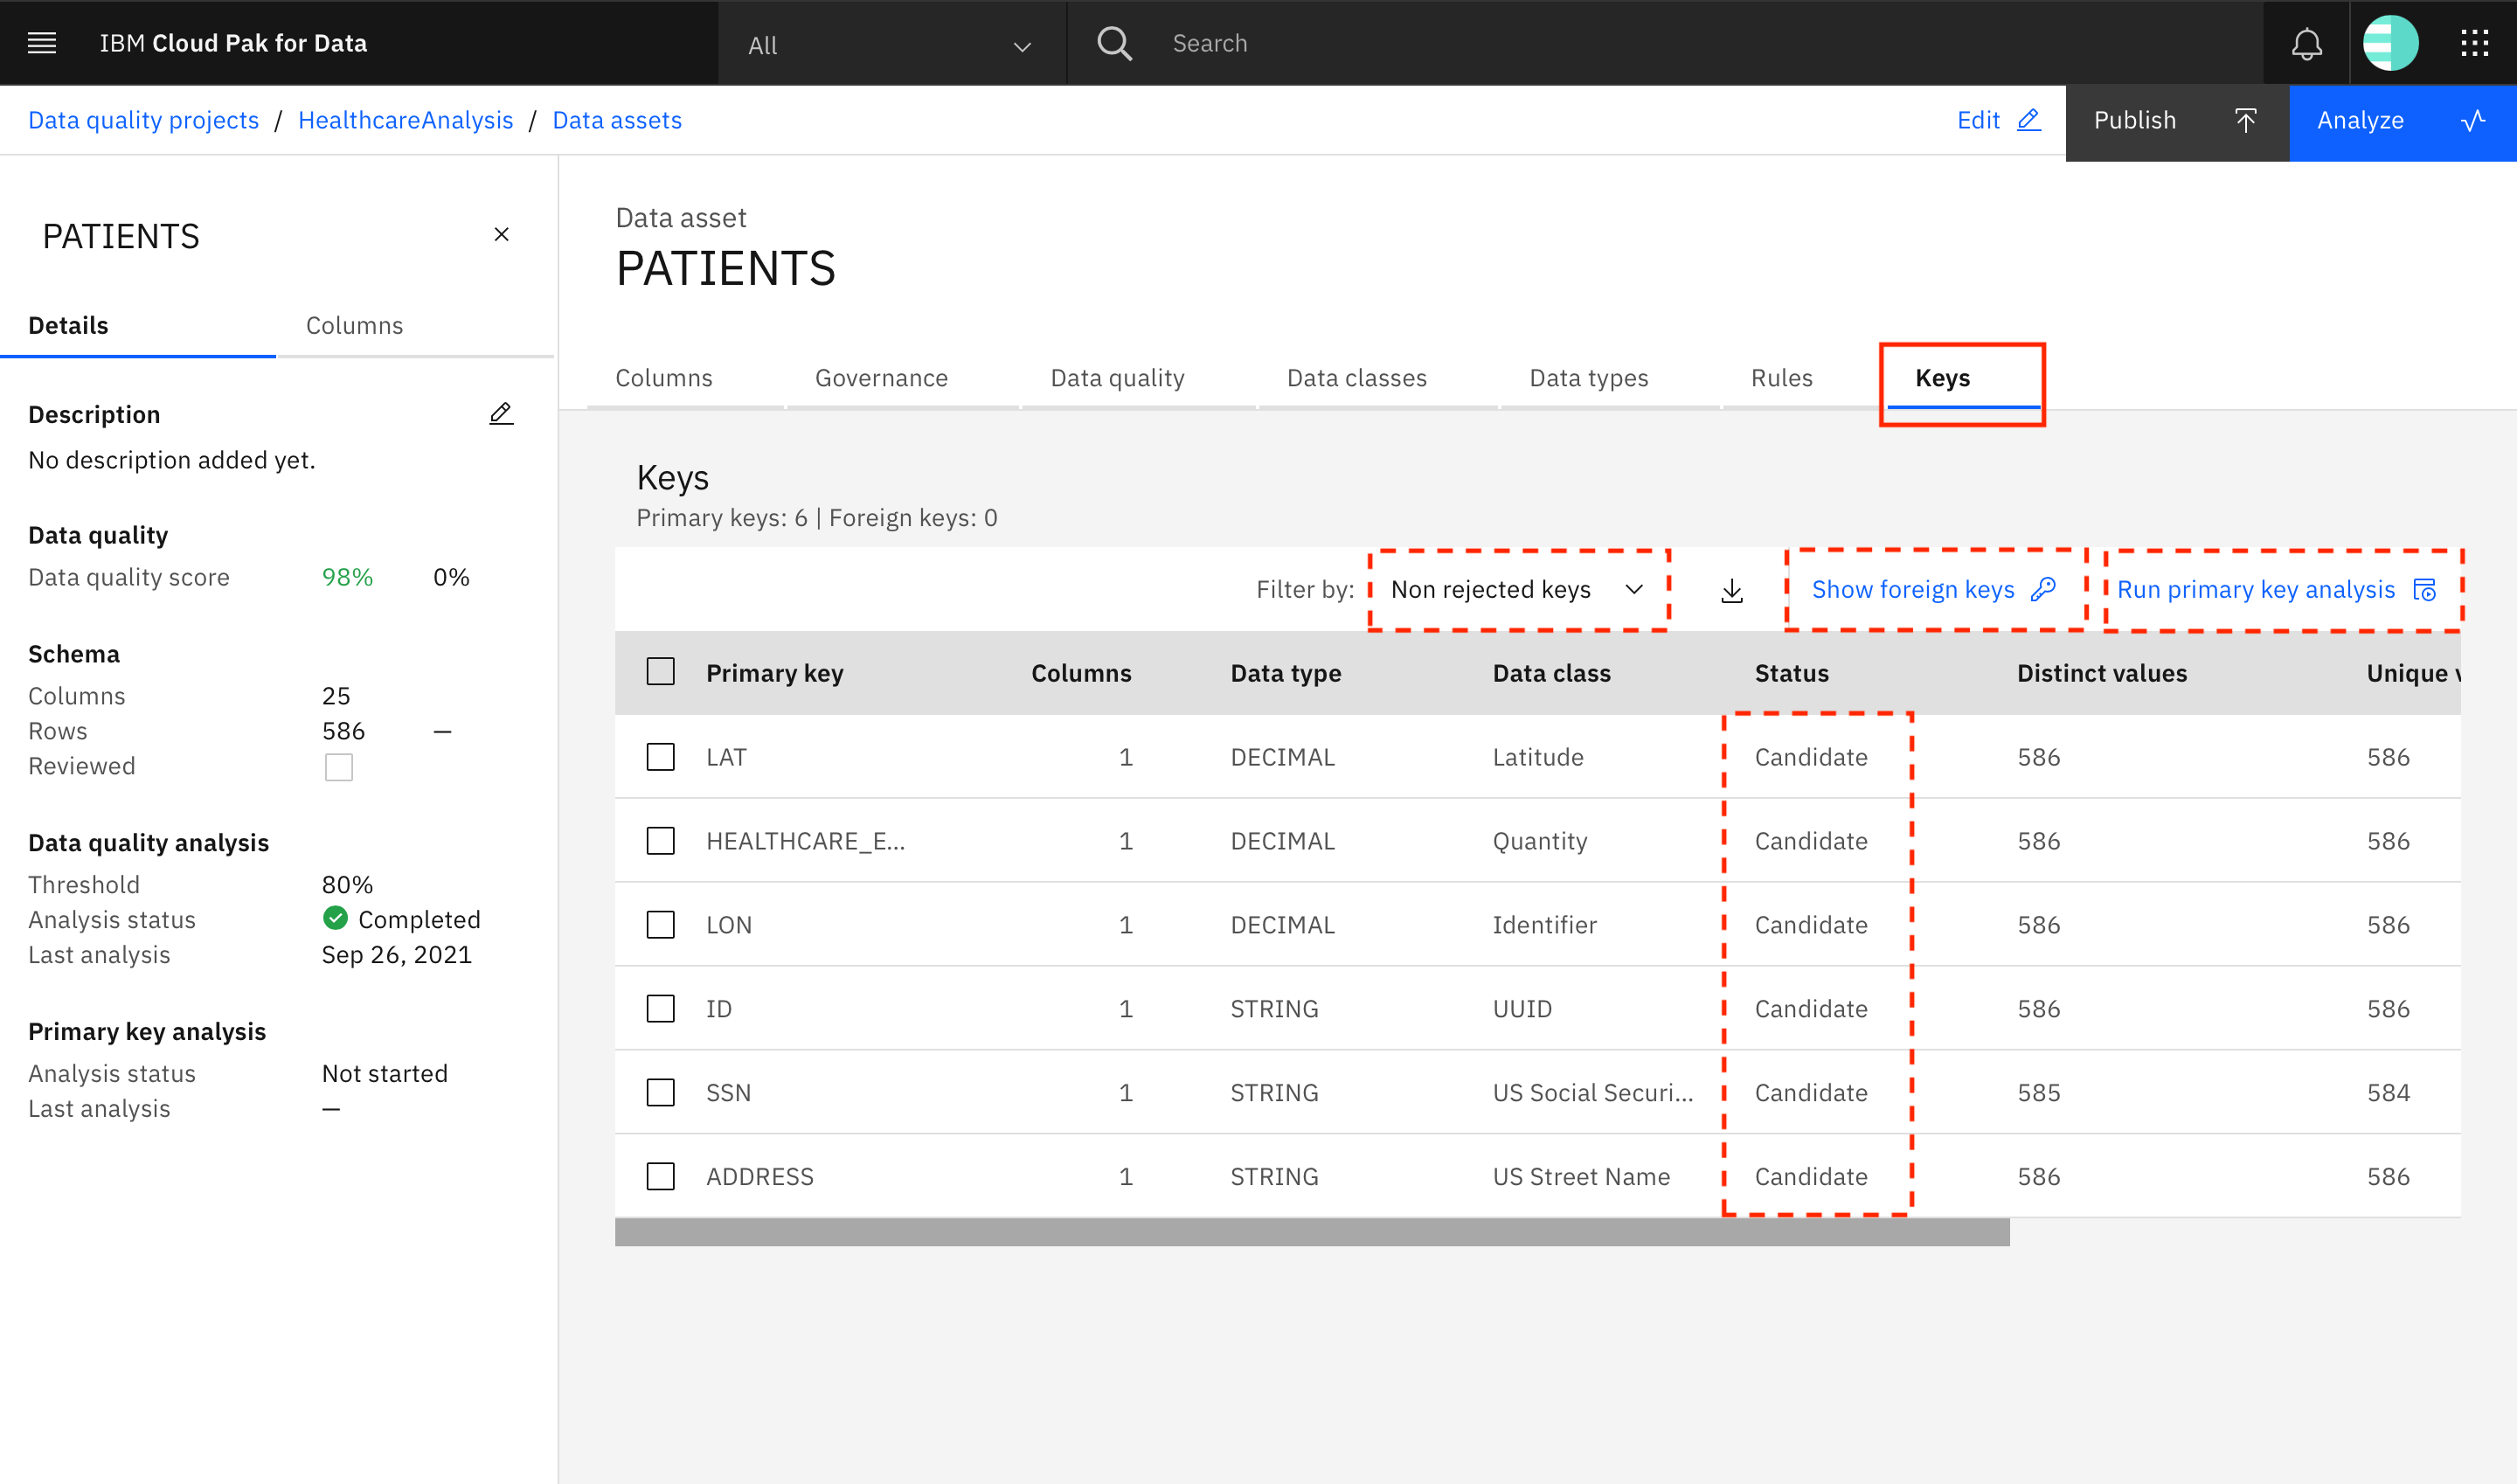 IBM Cloud Pak for Data
All
Search
Data quality projects / HealthcareAnalysis / Data assets
Edit
Publish
Analyze
PATIENTS
Details
Columns
Description
No description added yet.
Data quality
Data quality score 98% 0%
Schema
Columns 25
Rows 586 —
Reviewed
Data quality analysis
Threshold 80%
Analysis status Completed
Last analysis Sep 26, 2021
Primary key analysis
Analysis status Not started
Last analysis —
Data asset
PATIENTS
Columns Governance Data quality Data classes Data types Rules Keys
Keys
Primary keys: 6 | Foreign keys: 0
Filter by: Non rejected keys Show foreign keys Run primary key analysis
Primary key Columns Data type Data class Status Distinct values Unique
LAT 1 DECIMAL Latitude Candidate 586 586
HEALTHCARE_E... 1 DECIMAL Quantity Candidate 586 586
LON 1 DECIMAL Identifier Candidate 586 586
ID 1 STRING UUID Candidate 586 586
SSN 1 STRING US Social Securi... Candidate 585 584
ADDRESS 1 STRING US Street Name Candidate 586 586